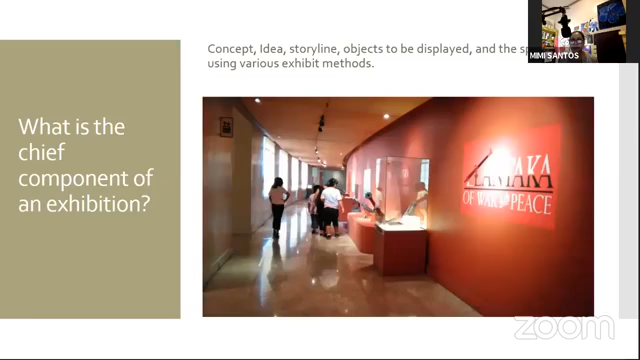 Concept, Idea, storyline, objects to be displayed, and the
using various exhibit methods.
MIMI SANTOS
What is the
chief
component of
an exhibition?
OF WAR PEACE
zoom